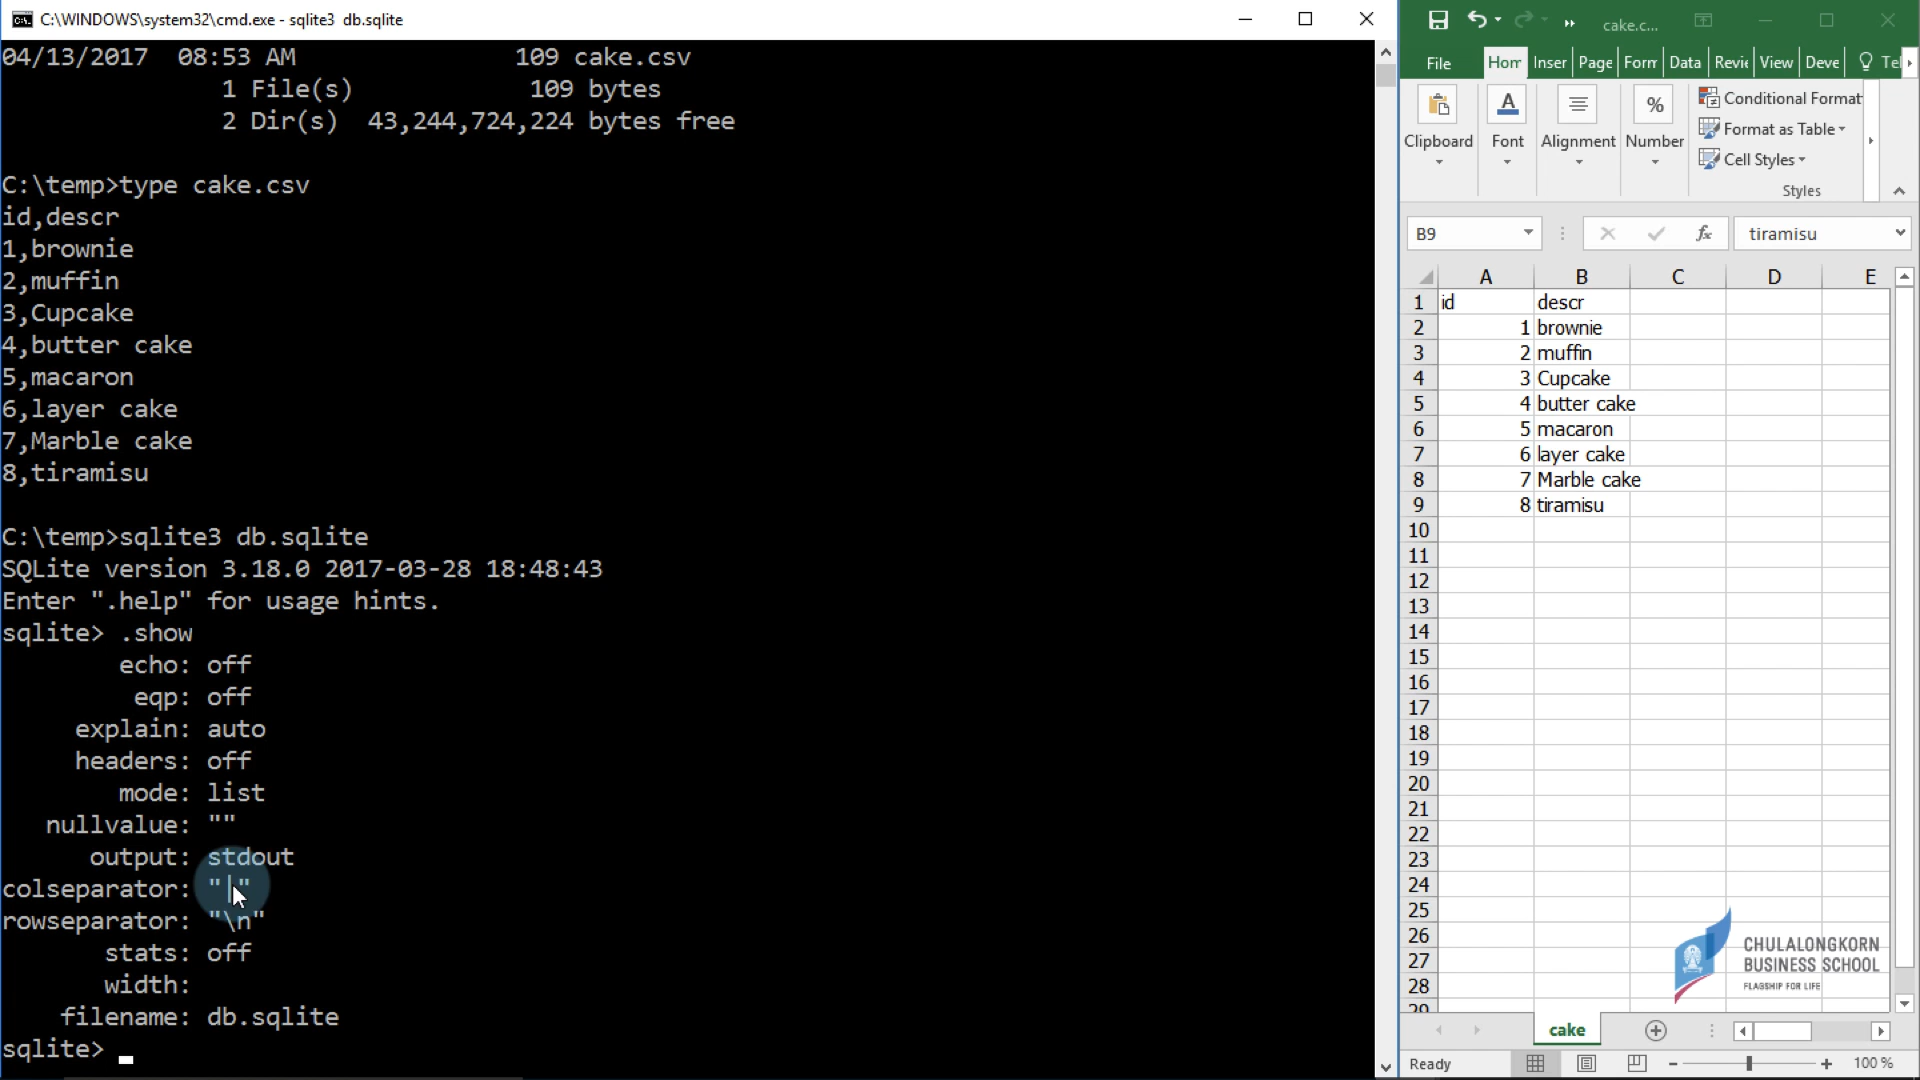 C:\WINDOWS\system32\cmd.exe - sqlite3 db.sqlite
04/13/2017  08:53 AM               109 cake.csv
               1 File(s)            109 bytes
               2 Dir(s)  43,244,724,224 bytes free
C:\temp>type cake.csv
id,descr
1,brownie
2,muffin
3,Cupcake
4,butter cake
5,macaron
6,layer cake
7,Marble cake
8,tiramisu
C:\temp>sqlite3 db.sqlite
SQLite version 3.18.0 2017-03-28 18:48:43
Enter ".help" for usage hints.
sqlite> .show
        echo: off
         eqp: off
     explain: auto
     headers: off
        mode: list
   nullvalue: ""
      output: stdout
colseparator: "|"
rowseparator: "\n"
       stats: off
       width:
    filename: db.sqlite
sqlite>
cake.c...
File Hom Inser Page Form Data Revie View Deve Tel
Clipboard Font Alignment Number
Conditional Format
Format as Table
Cell Styles
Styles
B9 fx tiramisu
A B C D E
1 id descr
2 1 brownie
3 2 muffin
4 3 Cupcake
5 4 butter cake
6 5 macaron
7 6 layer cake
8 7 Marble cake
9 8 tiramisu
10
11
12
13
14
15
16
17
18
19
20
21
22
23
24
25
26
27
28
29
CHULALONGKORN
BUSINESS SCHOOL
FLAGSHIP FOR LIFE
cake
Ready 100 %